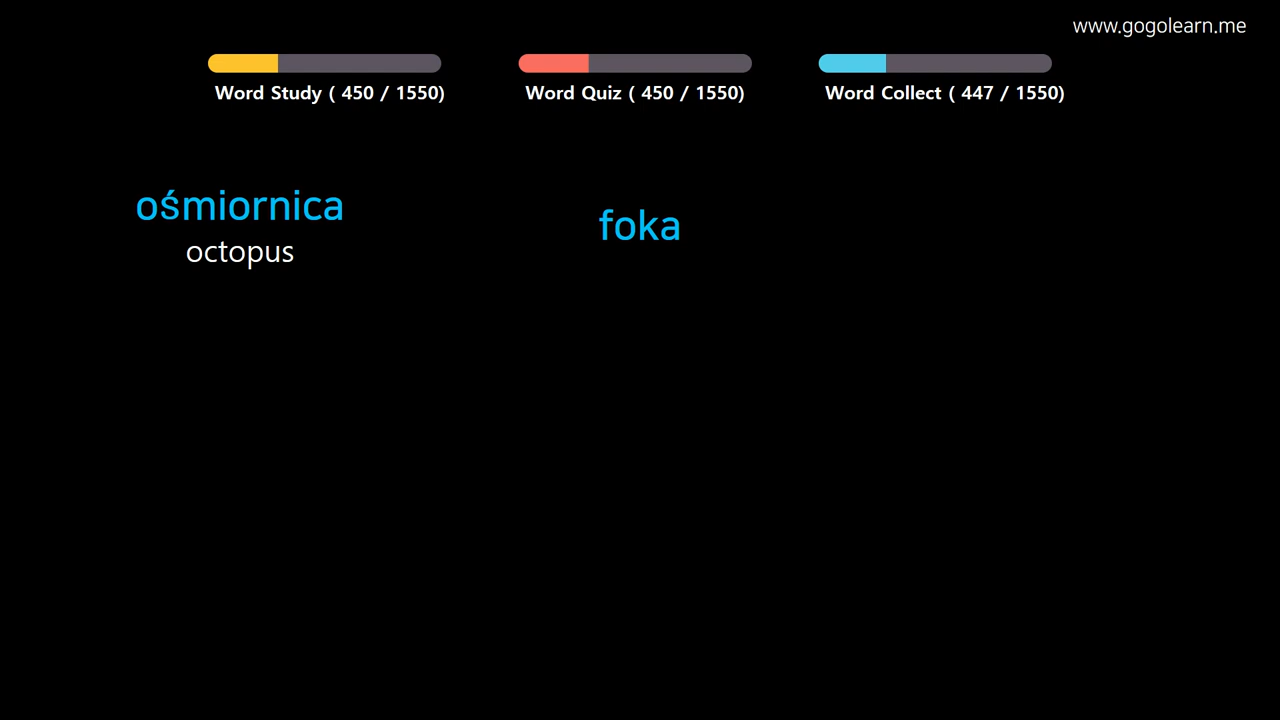 www.gogolearn.me
Word Study ( 450 / 1550)
Word Quiz ( 450 / 1550)
Word Collect ( 447 / 1550)
ośmiornica
octopus
foka